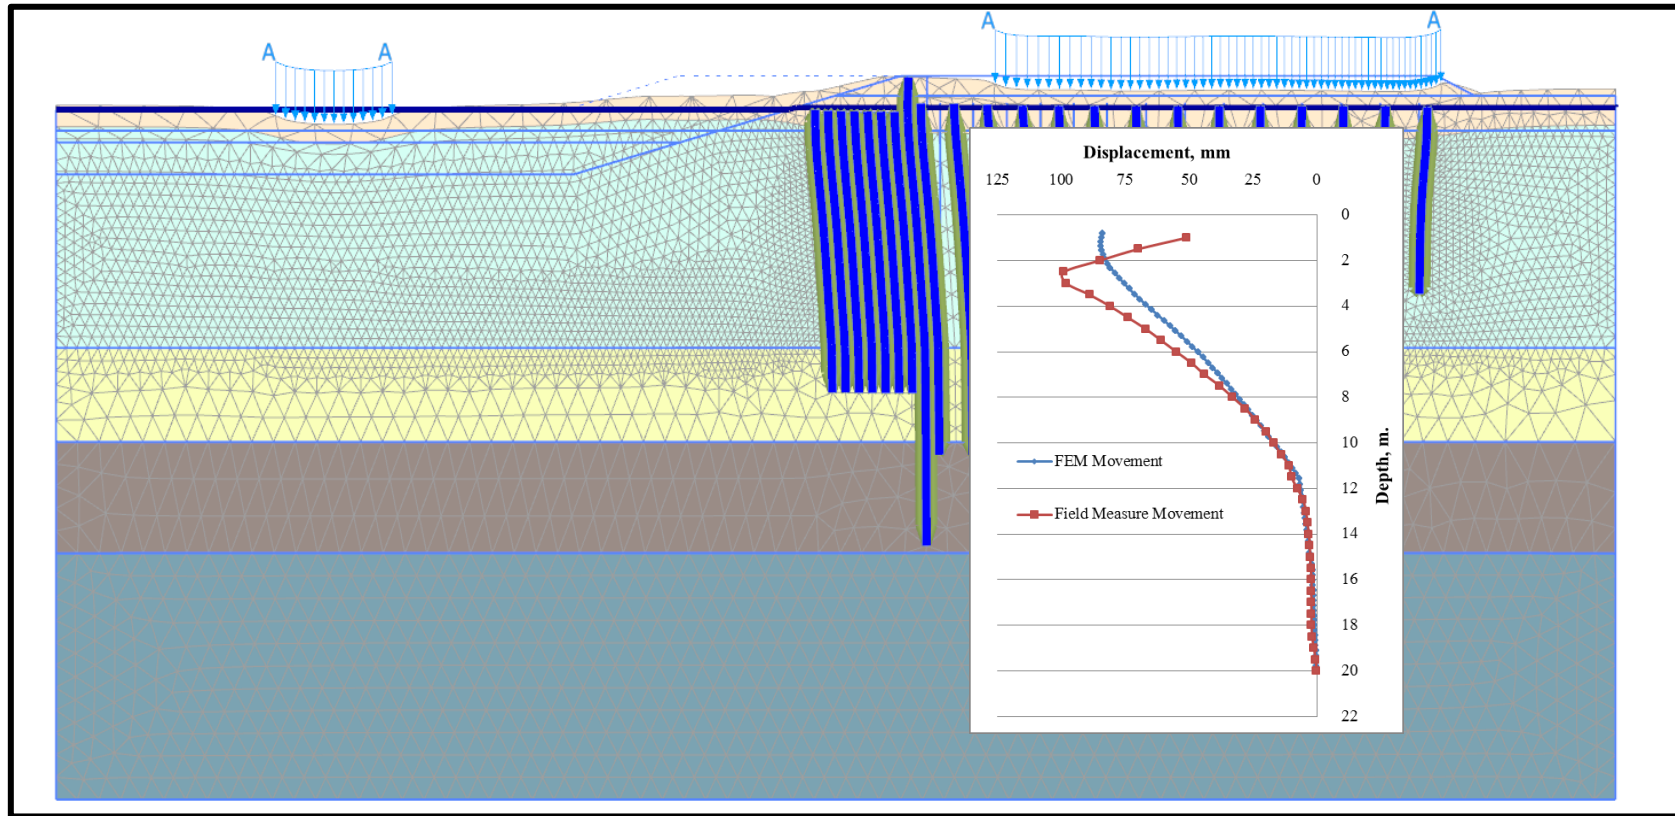 A A
A A
Displacement, mm
125 100 75 50 25 0
0
2
4
6
8
10
12
14
16
18
20
22
Depth, m.
FEM Movement
Field Measure Movement